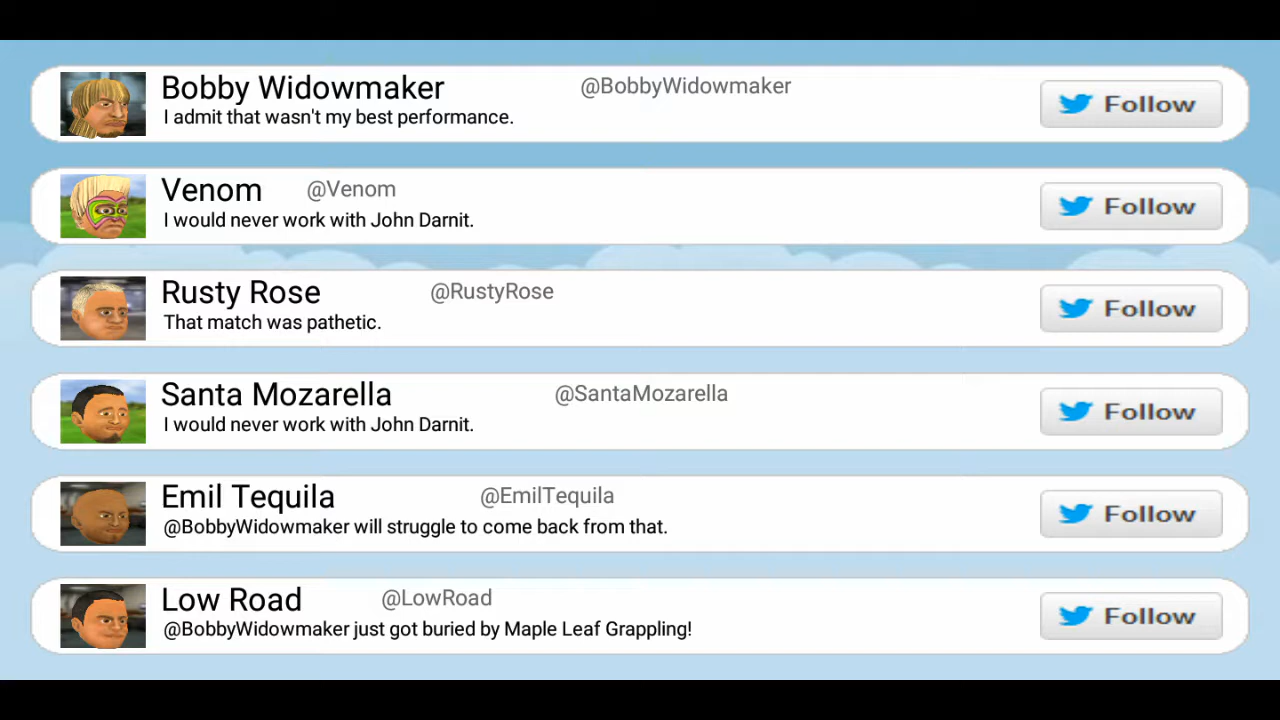 Bobby Widowmaker @BobbyWidowmaker Follow
I admit that wasn't my best performance.
Venom @Venom Follow
I would never work with John Darnit.
Rusty Rose @RustyRose Follow
That match was pathetic.
Santa Mozarella @SantaMozarella Follow
I would never work with John Darnit.
Emil Tequila @EmilTequila Follow
@BobbyWidowmaker will struggle to come back from that.
Low Road @LowRoad Follow
@BobbyWidowmaker just got buried by Maple Leaf Grappling!